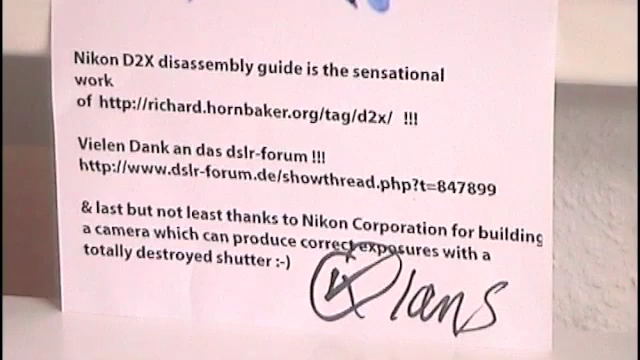 Nikon D2X disassembly guide is the sensational
work
of http://richard.hornbaker.org/tag/d2x/ !!!
Vielen Dank an das dslr-forum !!!
http://www.dslr-forum.de/showthread.php?t=847899
& last but not least thanks to Nikon Corporation for building
a camera which can produce correct exposures with a
totally destroyed shutter :-)
Klans